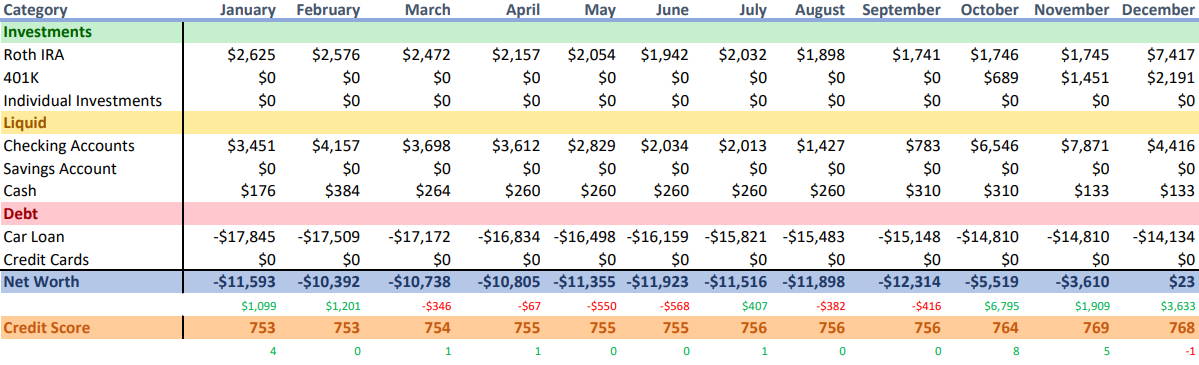 Category January February March April May June July August September October November December
Investments
Roth IRA $2,625 $2,576 $2,472 $2,157 $2,054 $1,942 $2,032 $1,898 $1,741 $1,746 $1,745 $7,417
401K $0 $0 $0 $0 $0 $0 $0 $0 $0 $689 $1,451 $2,191
Individual Investments $0 $0 $0 $0 $0 $0 $0 $0 $0 $0 $0 $0
Liquid
Checking Accounts $3,451 $4,157 $3,698 $3,612 $2,829 $2,034 $2,013 $1,427 $783 $6,546 $7,871 $4,416
Savings Account $0 $0 $0 $0 $0 $0 $0 $0 $0 $0 $0 $0
Cash $176 $384 $264 $260 $260 $260 $260 $260 $310 $310 $133 $133
Debt
Car Loan -$17,845 -$17,509 -$17,172 -$16,834 -$16,498 -$16,159 -$15,821 -$15,483 -$15,148 -$14,810 -$14,810 -$14,134
Credit Cards $0 $0 $0 $0 $0 $0 $0 $0 $0 $0 $0 $0
Net Worth -$11,593 -$10,392 -$10,738 -$10,805 -$11,355 -$11,923 -$11,516 -$11,898 -$12,314 -$5,519 -$3,610 $23
$1,099 $1,201 -$346 -$67 -$550 -$568 $407 -$382 -$416 $6,795 $1,909 $3,633
Credit Score 753 753 754 755 755 755 756 756 756 764 769 768
4 0 1 1 0 0 1 0 0 8 5 -1